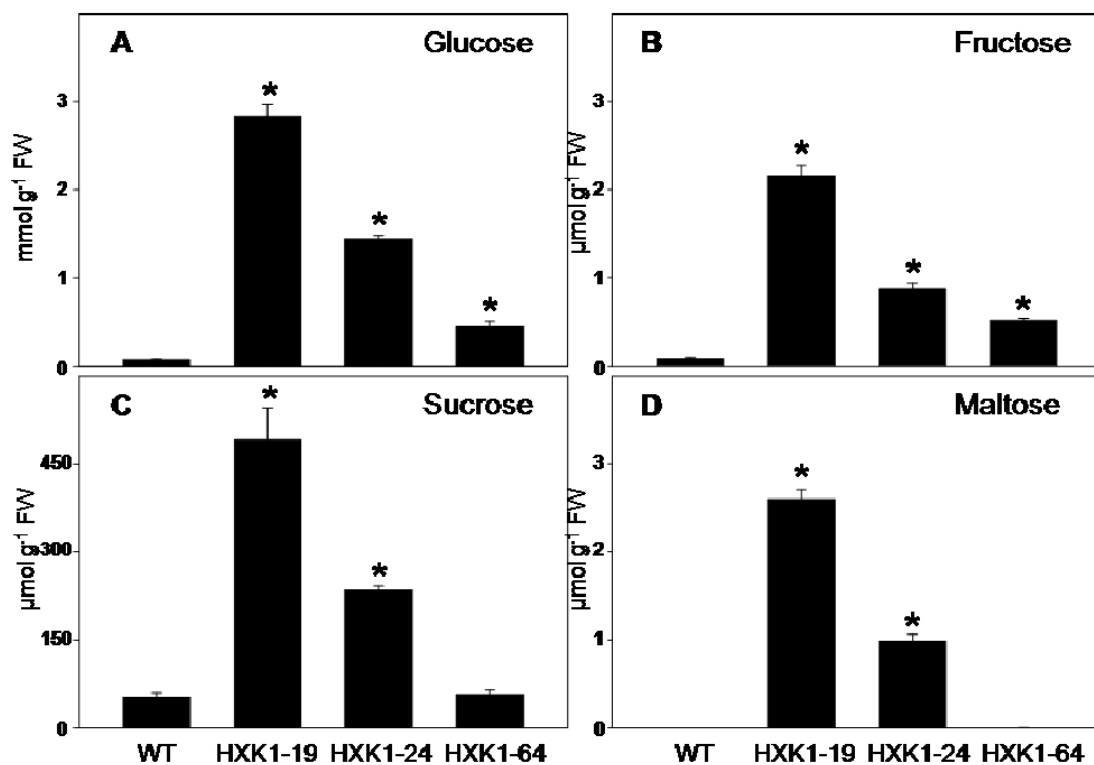 A Glucose
*
3
*
2
*
1
0
mmol g-1 FW
B Fructose
3
*
2
*
*
1
0
µmol g-1 FW
C Sucrose
*
450
300
*
150
0
µmol g-1 FW
WT HXK1-19 HXK1-24 HXK1-64
D Maltose
*
3
2
*
1
0
µmol g-1 FW
WT HXK1-19 HXK1-24 HXK1-64